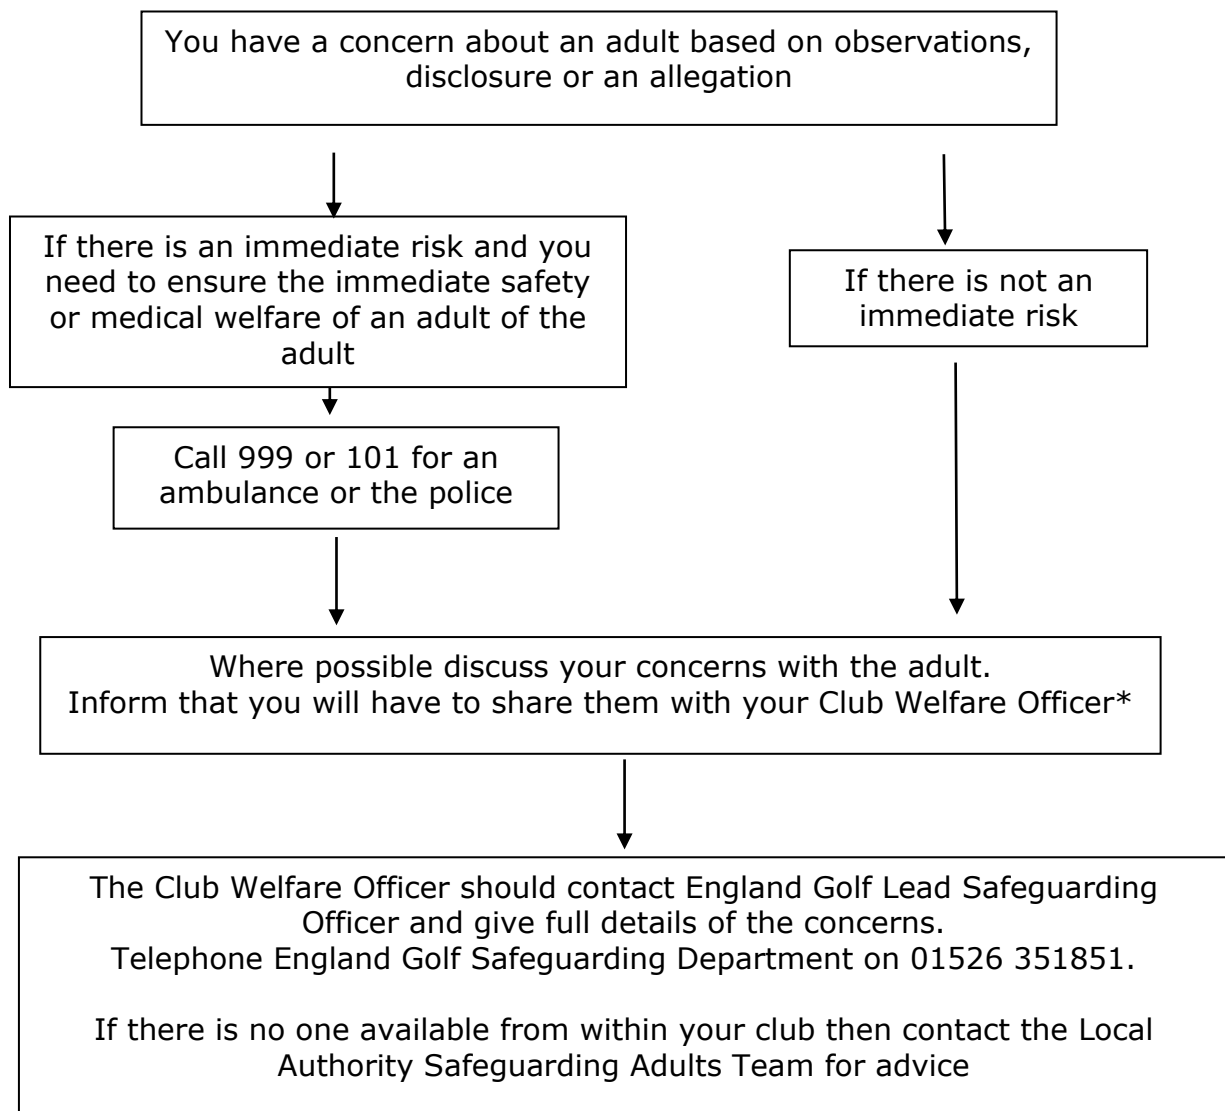 You have a concern about an adult based on observations,
disclosure or an allegation
If there is an immediate risk and you
need to ensure the immediate safety
or medical welfare of an adult of the
adult
If there is not an
immediate risk
Call 999 or 101 for an
ambulance or the police
Where possible discuss your concerns with the adult.
Inform that you will have to share them with your Club Welfare Officer*
The Club Welfare Officer should contact England Golf Lead Safeguarding
Officer and give full details of the concerns.
Telephone England Golf Safeguarding Department on 01526 351851.
If there is no one available from within your club then contact the Local
Authority Safeguarding Adults Team for advice